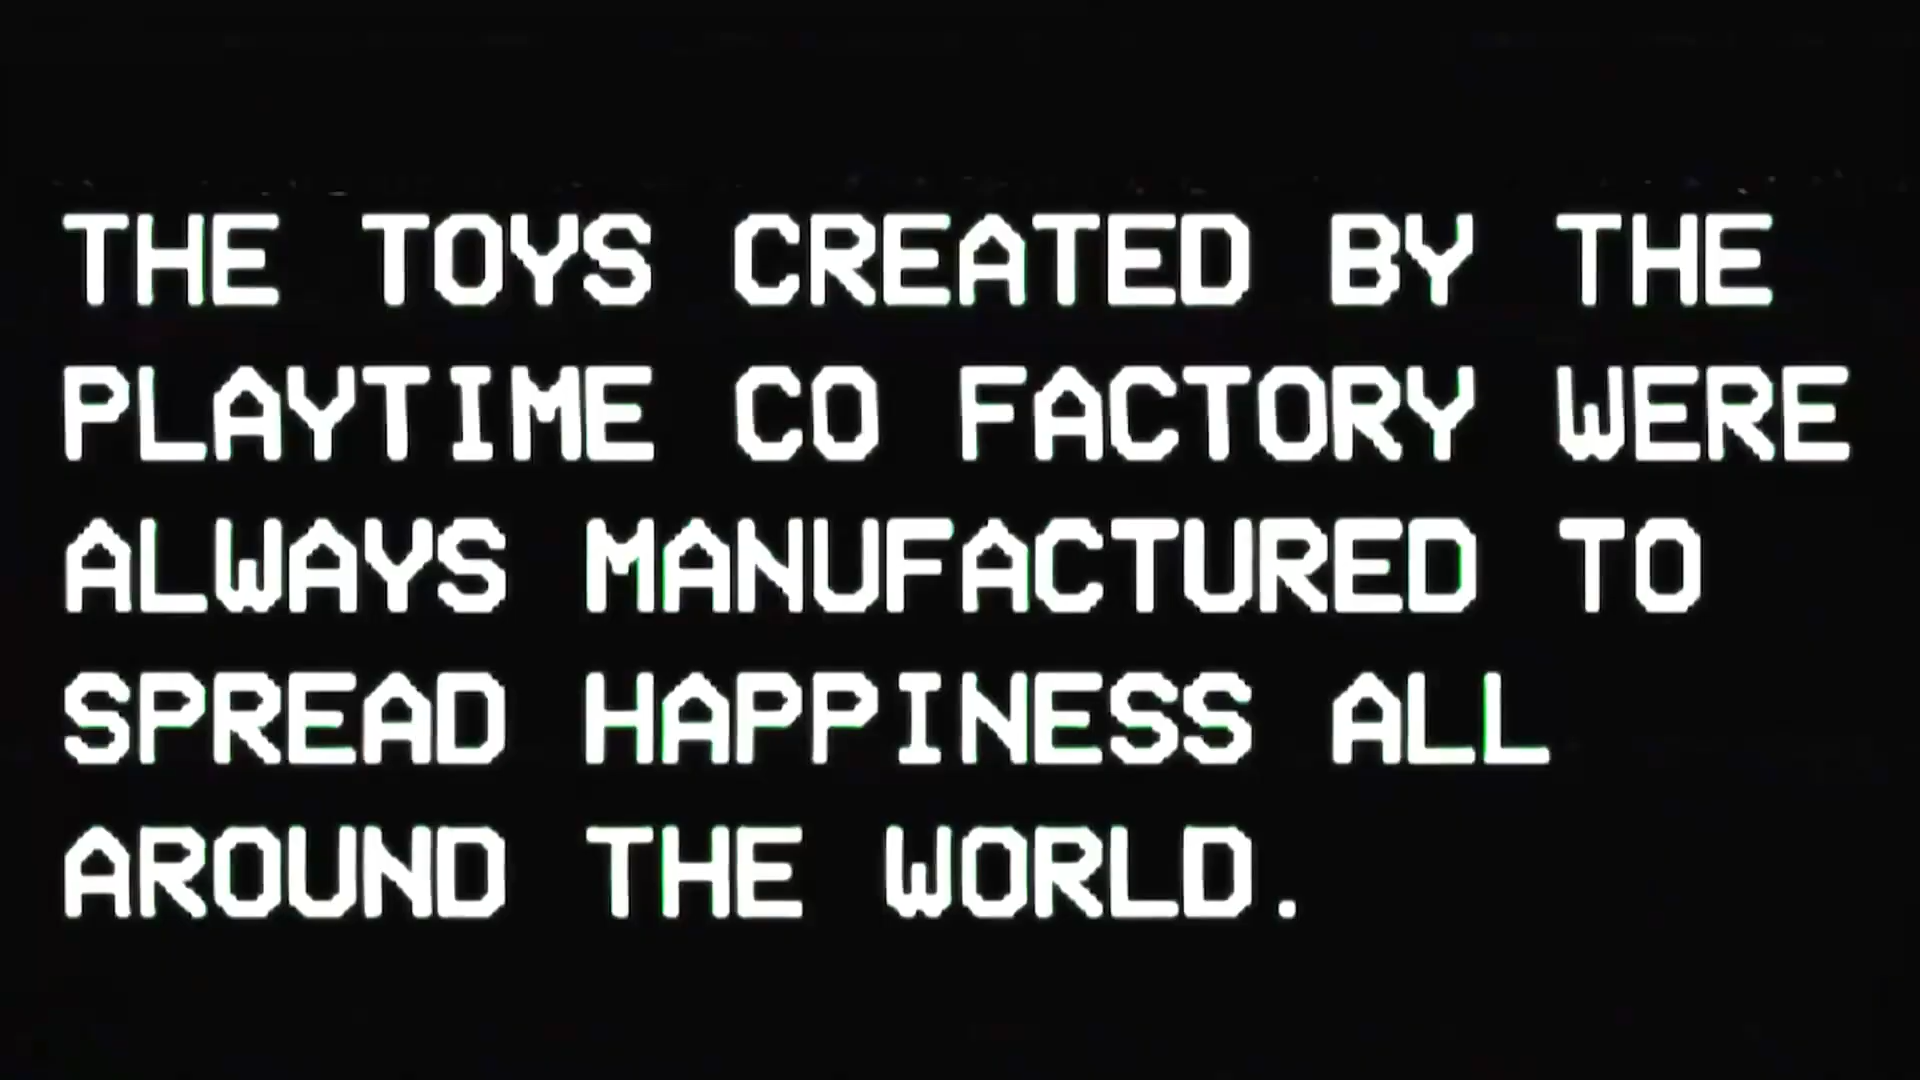 THE TOYS CREATED BY THE
PLAYTIME CO FACTORY WERE
ALWAYS MANUFACTURED TO
SPREAD HAPPINESS ALL
AROUND THE WORLD.